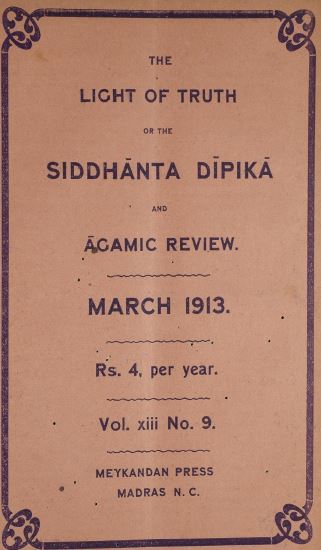 THE
LIGHT OF TRUTH
OR THE
SIDDHĀNTA DĪPIKĀ
AND
ĀGAMIC REVIEW.
MARCH 1913.
Rs. 4, per year.
Vol. xiii No. 9.
MEYKANDAN PRESS
MADRAS N. C.